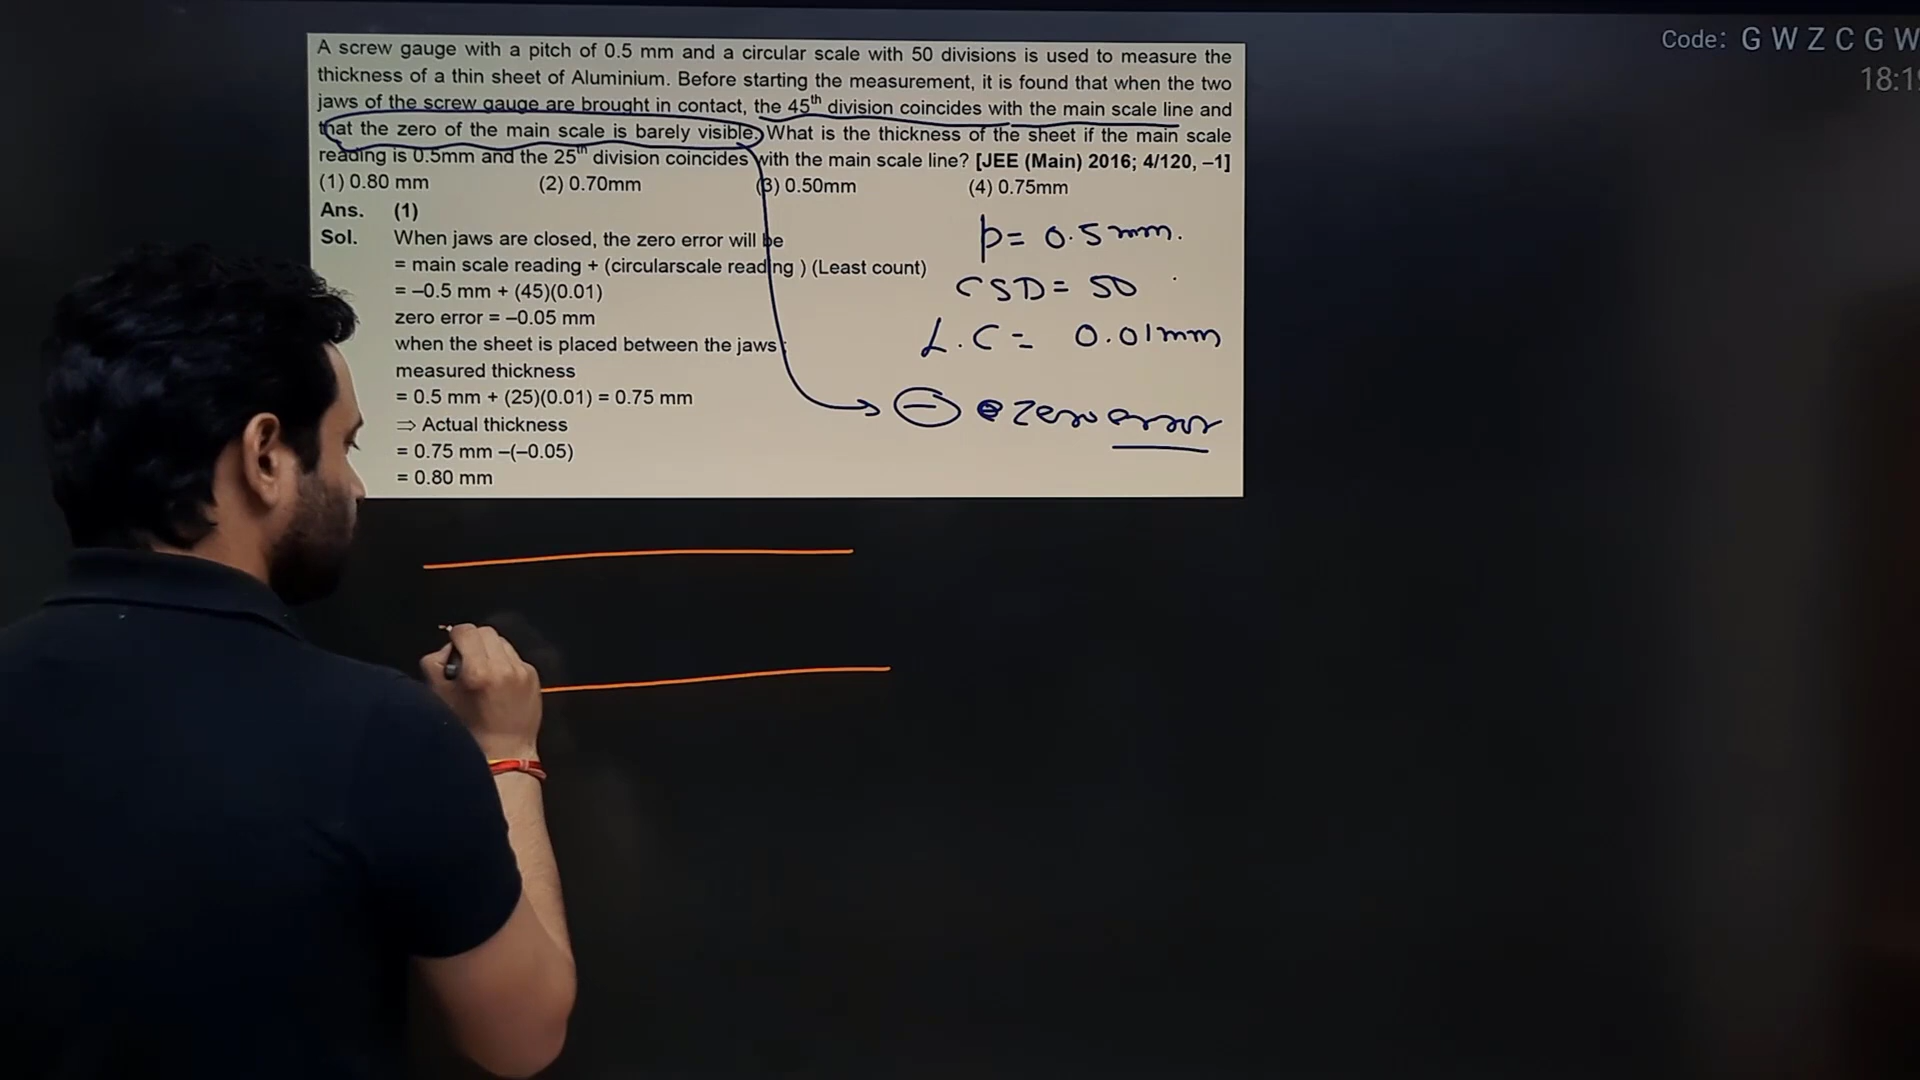 Code: G W Z C G W
18:19
A screw gauge with a pitch of 0.5 mm and a circular scale with 50 divisions is used to measure the
thickness of a thin sheet of Aluminium. Before starting the measurement, it is found that when the two
jaws of the screw gauge are brought in contact, the 45th division coincides with the main scale line and
that the zero of the main scale is barely visible. What is the thickness of the sheet if the main scale
reading is 0.5mm and the 25th division coincides with the main scale line? [JEE (Main) 2016; 4/120, –1]
(1) 0.80 mm (2) 0.70mm (3) 0.50mm (4) 0.75mm
Ans. (1)
Sol. When jaws are closed, the zero error will be
= main scale reading + (circularscale reading ) (Least count)
= –0.5 mm + (45)(0.01)
zero error = –0.05 mm
when the sheet is placed between the jaws
measured thickness
= 0.5 mm + (25)(0.01) = 0.75 mm
⇒ Actual thickness
= 0.75 mm –(–0.05)
= 0.80 mm
p = 0.5 mm.
CSD = 50
L.C = 0.01mm
(–) zero error